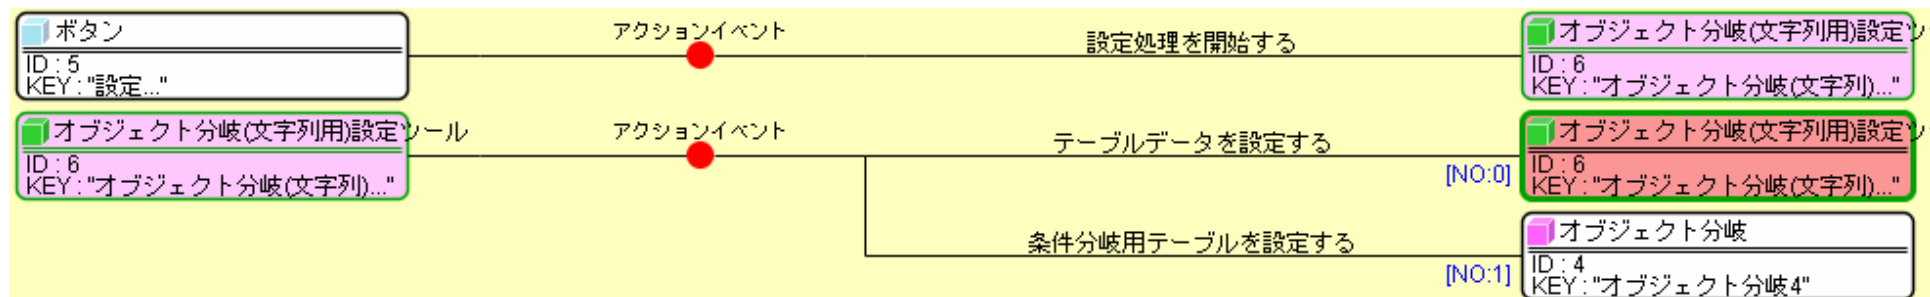 ボタン
ID : 5
KEY : "設定..."
アクションイベント
設定処理を開始する
オブジェクト分岐(文字列用)設定ツ
ID : 6
KEY : "オブジェクト分岐(文字列)..."
オブジェクト分岐(文字列用)設定ツール
ID : 6
KEY : "オブジェクト分岐(文字列)..."
アクションイベント
テーブルデータを設定する
[NO:0]
オブジェクト分岐(文字列用)設定ツ
ID : 6
KEY : "オブジェクト分岐(文字列)..."
条件分岐用テーブルを設定する
[NO:1]
オブジェクト分岐
ID : 4
KEY : "オブジェクト分岐4"